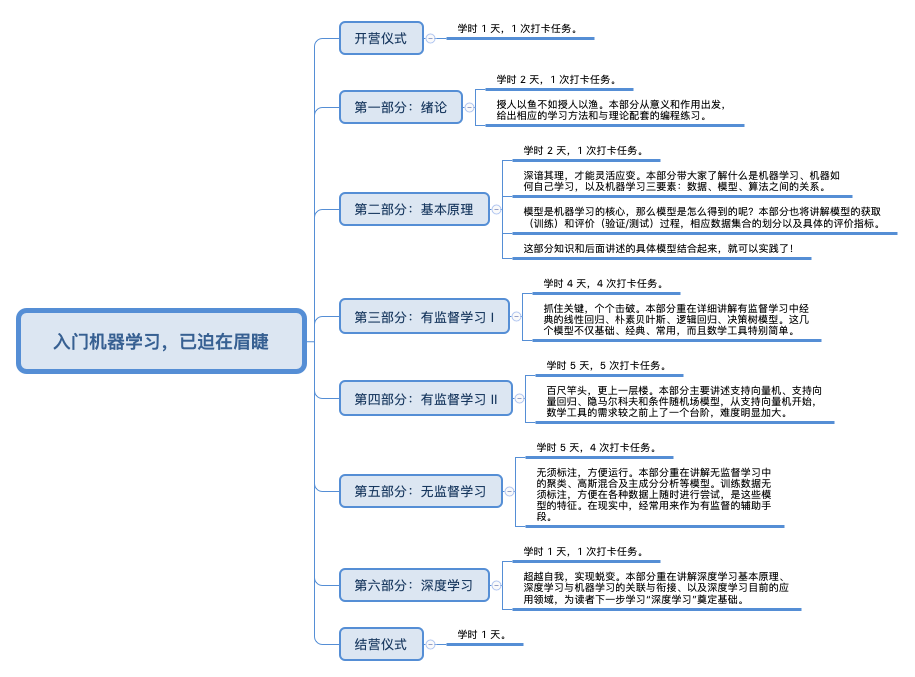 入门机器学习，已迫在眉睫
开营仪式
学时 1 天，1 次打卡任务。
第一部分：绪论
学时 2 天，1 次打卡任务。
授人以鱼不如授人以渔。本部分从意义和作用出发，
给出相应的学习方法和与理论配套的编程练习。
第二部分：基本原理
学时 2 天，1 次打卡任务。
深谙其理，才能灵活应变。本部分带大家了解什么是机器学习、机器如
何自己学习，以及机器学习三要素：数据、模型、算法之间的关系。
模型是机器学习的核心，那么模型是怎么得到的呢？本部分也将讲解模型的获取
（训练）和评价（验证/测试）过程，相应数据集合的划分以及具体的评价指标。
这部分知识和后面讲述的具体模型结合起来，就可以实践了！
第三部分：有监督学习 I
学时 4 天，4 次打卡任务。
抓住关键，个个击破。本部分重在详细讲解有监督学习中经
典的线性回归、朴素贝叶斯、逻辑回归、决策树模型。这几
个模型不仅基础、经典、常用，而且数学工具特别简单。
第四部分：有监督学习 II
学时 5 天，5 次打卡任务。
百尺竿头，更上一层楼。本部分主要讲述支持向量机、支持向
量回归、隐马尔科夫和条件随机场模型，从支持向量机开始，
数学工具的需求较之前上了一个台阶，难度明显加大。
第五部分：无监督学习
学时 5 天，4 次打卡任务。
无须标注，方便运行。本部分重在讲解无监督学习中
的聚类、高斯混合及主成分分析等模型。训练数据无
须标注，方便在各种数据上随时进行尝试，是这些模
型的特征。在现实中，经常用来作为有监督的辅助手
段。
第六部分：深度学习
学时 1 天，1 次打卡任务。
超越自我，实现蜕变。本部分重在讲解深度学习基本原理、
深度学习与机器学习的关联与衔接、以及深度学习目前的应
用领域，为读者下一步学习“深度学习”奠定基础。
结营仪式
学时 1 天。